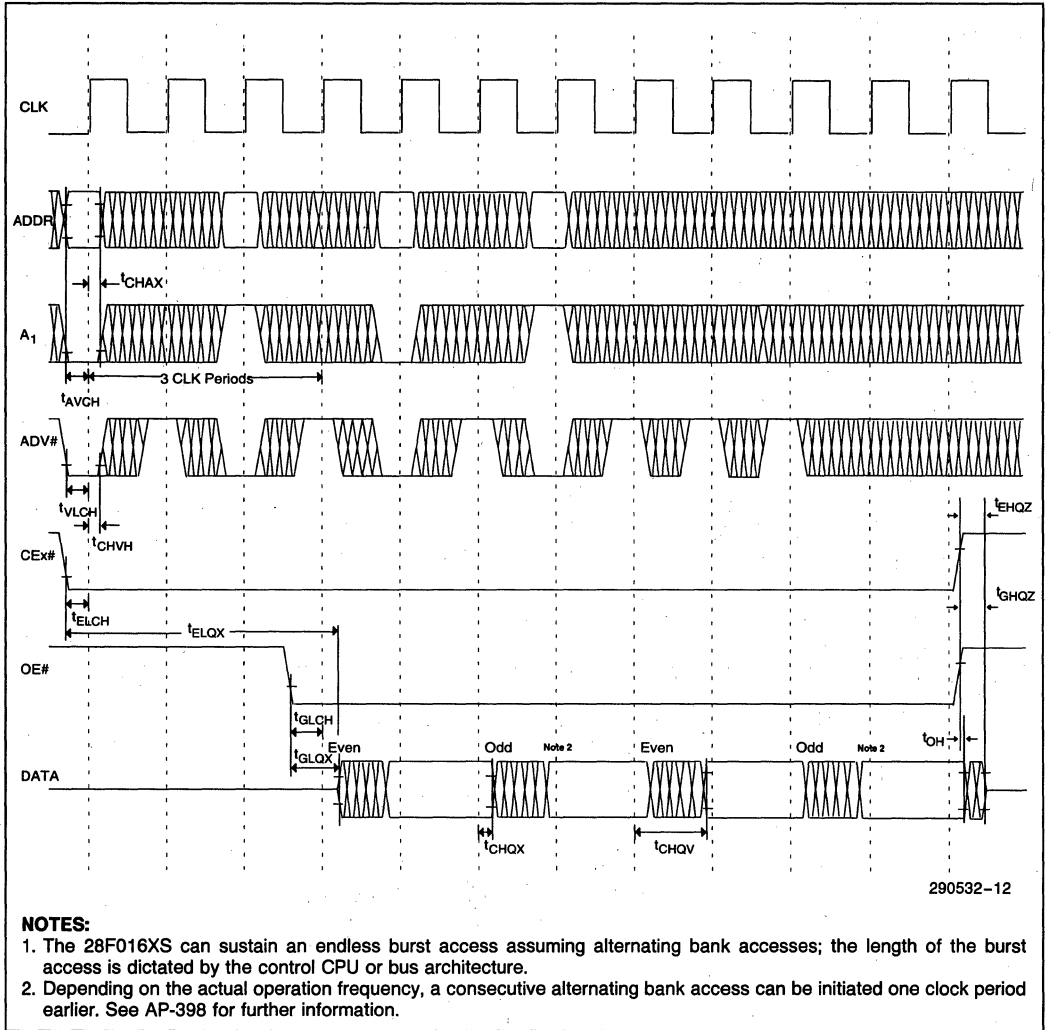 CLK
ADDR
tCHAX
A1
3 CLK Periods
tAVCH
ADV#
tVLCH
tCHVH
tEHQZ
CEx#
tELCH
tGHQZ
tELQX
OE#
tGLCH
tOH
Even Odd Note 2 Even Odd Note 2
tGLQX
DATA
tCHQX
tCHQV
290532-12
NOTES:
1. The 28F016XS can sustain an endless burst access assuming alternating bank accesses; the length of the burst
access is dictated by the control CPU or bus architecture.
2. Depending on the actual operation frequency, a consecutive alternating bank access can be initiated one clock period
earlier. See AP-398 for further information.